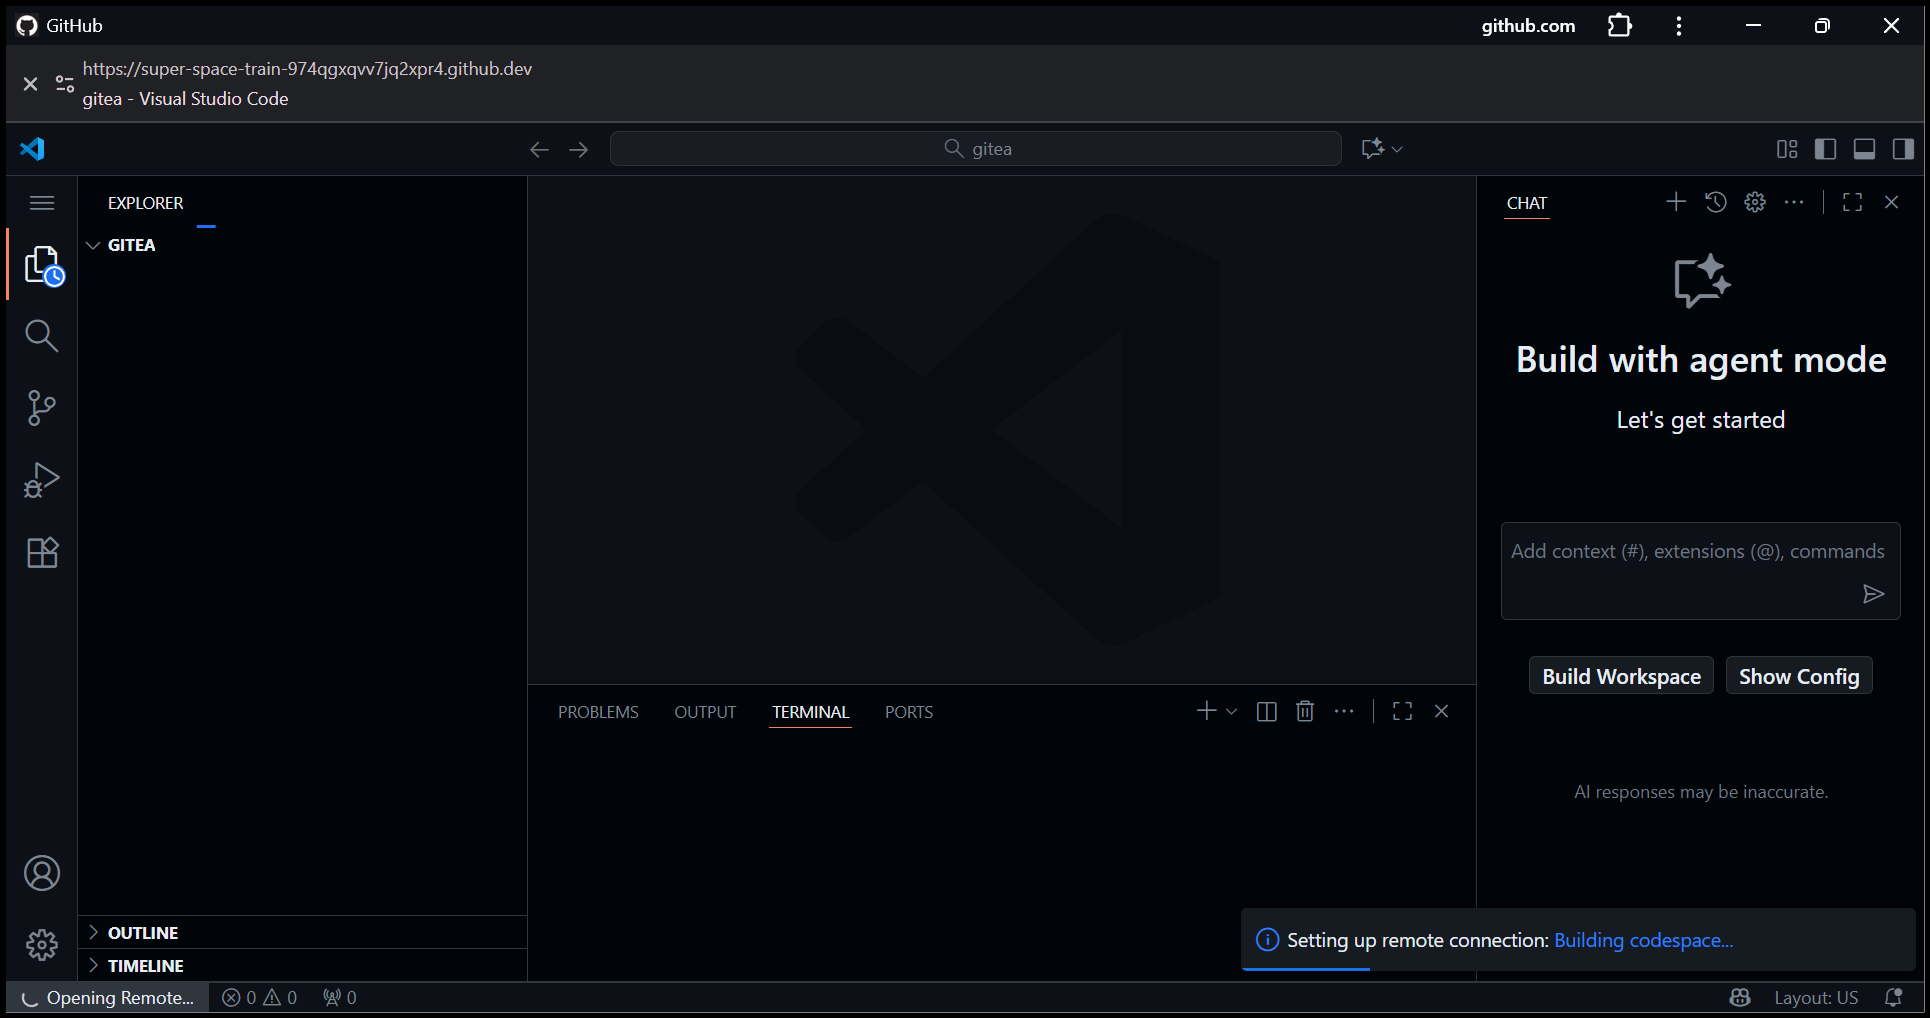 GitHub
github.com
https://super-space-train-974qgxqvv7jq2xpr4.github.dev
gitea - Visual Studio Code
gitea
EXPLORER
GITEA
OUTLINE
TIMELINE
PROBLEMS
OUTPUT
TERMINAL
PORTS
CHAT
Build with agent mode
Let's get started
Add context (#), extensions (@), commands
Build Workspace
Show Config
AI responses may be inaccurate.
Setting up remote connection: Building codespace...
Opening Remote...
0
0
0
Layout: US